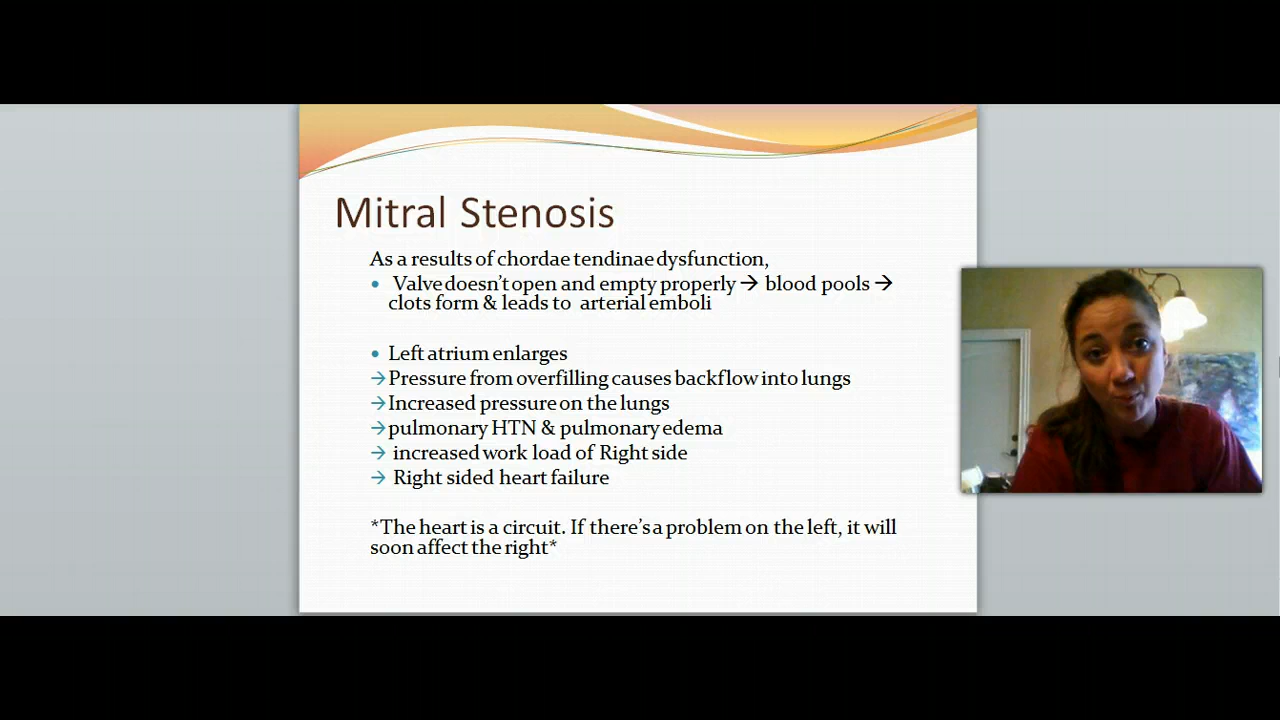 Mitral Stenosis
As a results of chordae tendinae dysfunction,
• Valve doesn't open and empty properly → blood pools →
clots form & leads to arterial emboli
• Left atrium enlarges
→Pressure from overfilling causes backflow into lungs
→Increased pressure on the lungs
→pulmonary HTN & pulmonary edema
→ increased work load of Right side
→ Right sided heart failure
*The heart is a circuit. If there's a problem on the left, it will
soon affect the right*